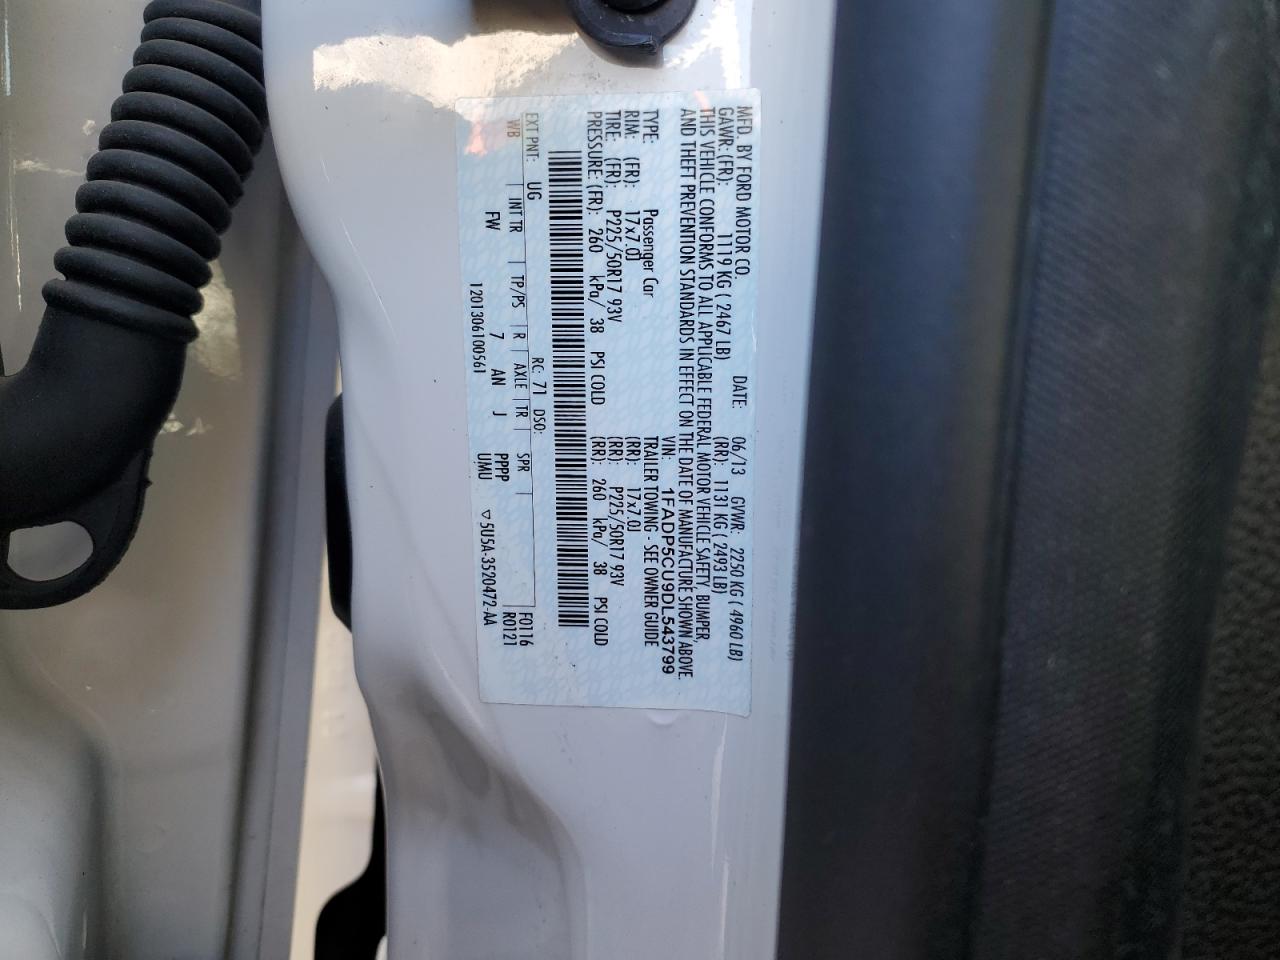 MFD. BY FORD MOTOR CO.
DATE: 06/13 GVWR: 2250 KG ( 4960 LB)
GAWR: (FR): 1119 KG ( 2467 LB) (RR): 1131 KG ( 2493 LB)
THIS VEHICLE CONFORMS TO ALL APPLICABLE FEDERAL MOTOR VEHICLE SAFETY, BUMPER,
AND THEFT PREVENTION STANDARDS IN EFFECT ON THE DATE OF MANUFACTURE SHOWN ABOVE.
VIN: 1FADP5CU9DL543799
TYPE: Passenger Car TRAILER TOWING - SEE OWNER GUIDE
RIM: (FR): 17x7.0J (RR): 17x7.0J
TIRE: (FR): P225/50R17 93V (RR): P225/50R17 93V
PRESSURE: (FR): 260 kPa/ 38 PSI COLD (RR): 260 kPa/ 38 PSI COLD
EXT PNT: UG RC: 71 DSO: F0116
WB INT TR TP/PS R AXLE TR SPR R0121
FW 7 AN J PPPP
UMU ▽5U5A-3520472-AA
1201306100561